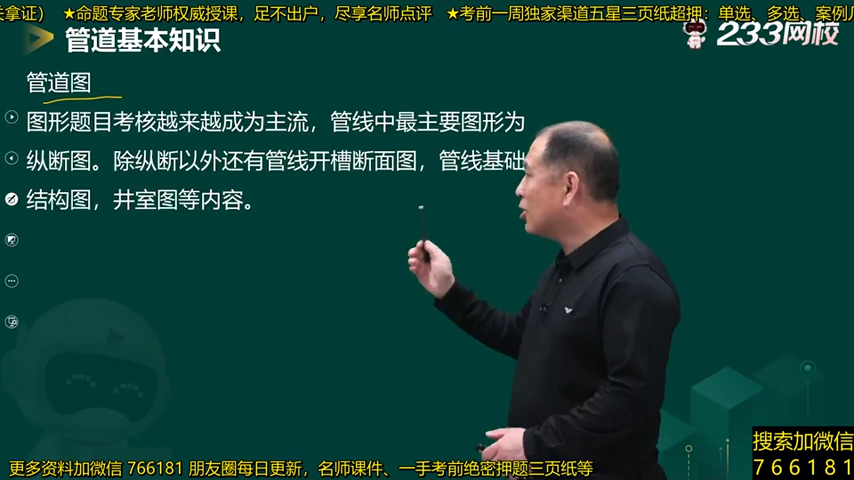 关拿证）　★命题专家老师权威授课，足不出户，尽享名师点评　★考前一周独家渠道五星三页纸超押：单选、多选、案例几
管道基本知识
233网校
管道图
图形题目考核越来越成为主流，管线中最主要图形为
纵断图。除纵断以外还有管线开槽断面图，管线基础
结构图，井室图等内容。
搜索加微信
766181
更多资料加微信 766181 朋友圈每日更新，名师课件、一手考前绝密押题三页纸等